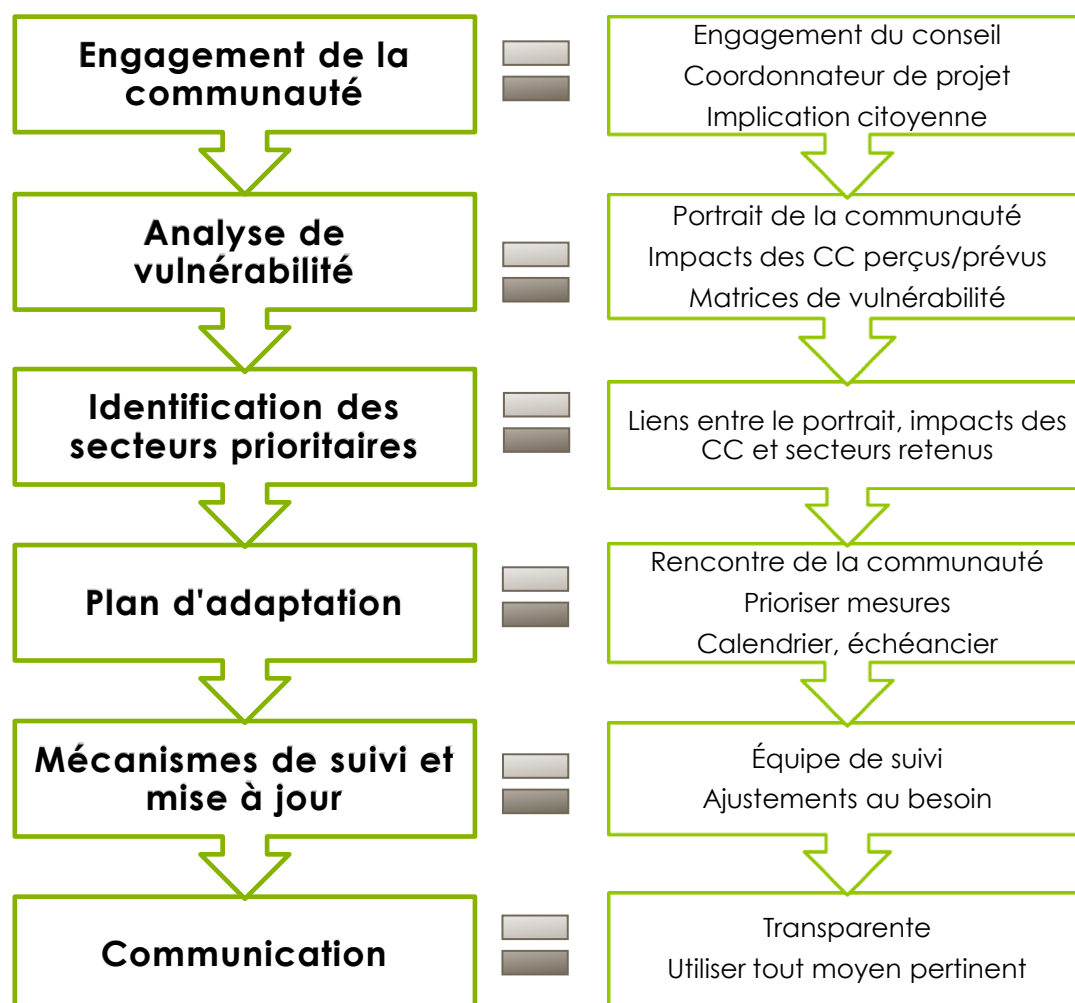 Engagement de la
communauté
Engagement du conseil
Coordonnateur de projet
Implication citoyenne
Analyse de
vulnérabilité
Portrait de la communauté
Impacts des CC perçus/prévus
Matrices de vulnérabilité
Identification des
secteurs prioritaires
Liens entre le portrait, impacts des
CC et secteurs retenus
Plan d'adaptation
Rencontre de la communauté
Prioriser mesures
Calendrier, échéancier
Mécanismes de suivi et
mise à jour
Équipe de suivi
Ajustements au besoin
Communication
Transparente
Utiliser tout moyen pertinent